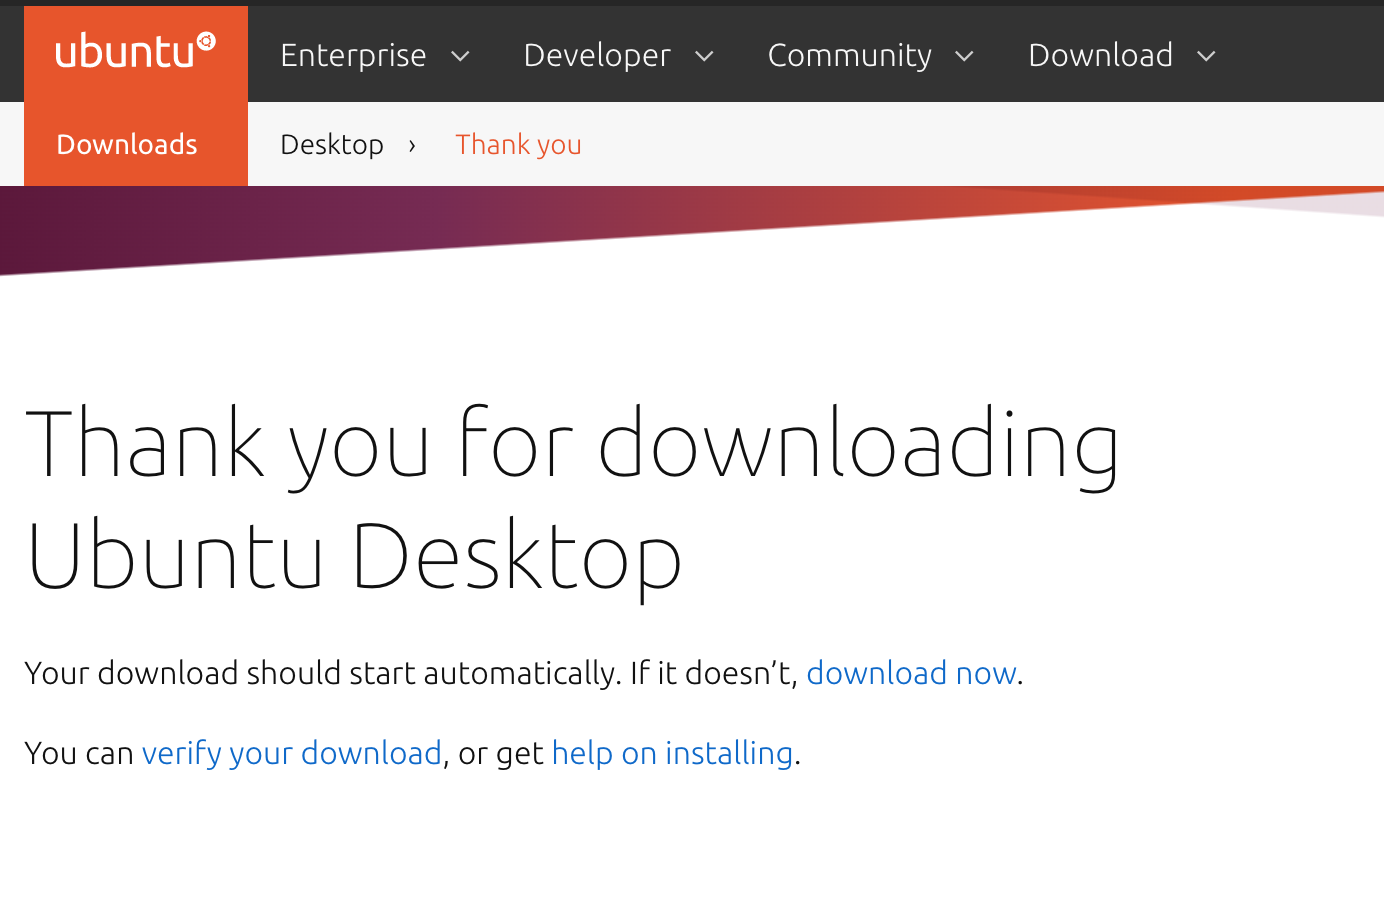 ubuntu
Enterprise Developer Community Download
Downloads Desktop › Thank you
Thank you for downloading
Ubuntu Desktop
Your download should start automatically. If it doesn’t, download now.
You can verify your download, or get help on installing.